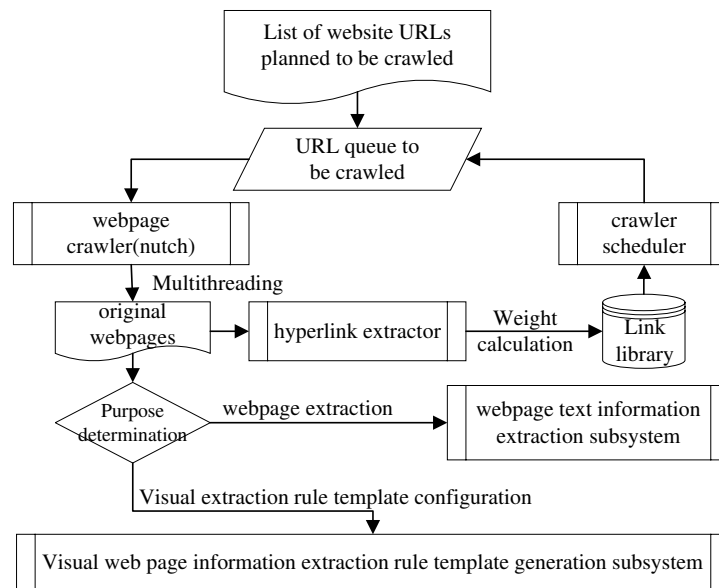 List of website URLs
planned to be crawled
URL queue to
be crawled
webpage
crawler(nutch)
crawler
scheduler
Multithreading
original
webpages
hyperlink extractor
Weight
calculation
Link
library
Purpose
determination
webpage extraction
webpage text information
extraction subsystem
Visual extraction rule template configuration
Visual web page information extraction rule template generation subsystem